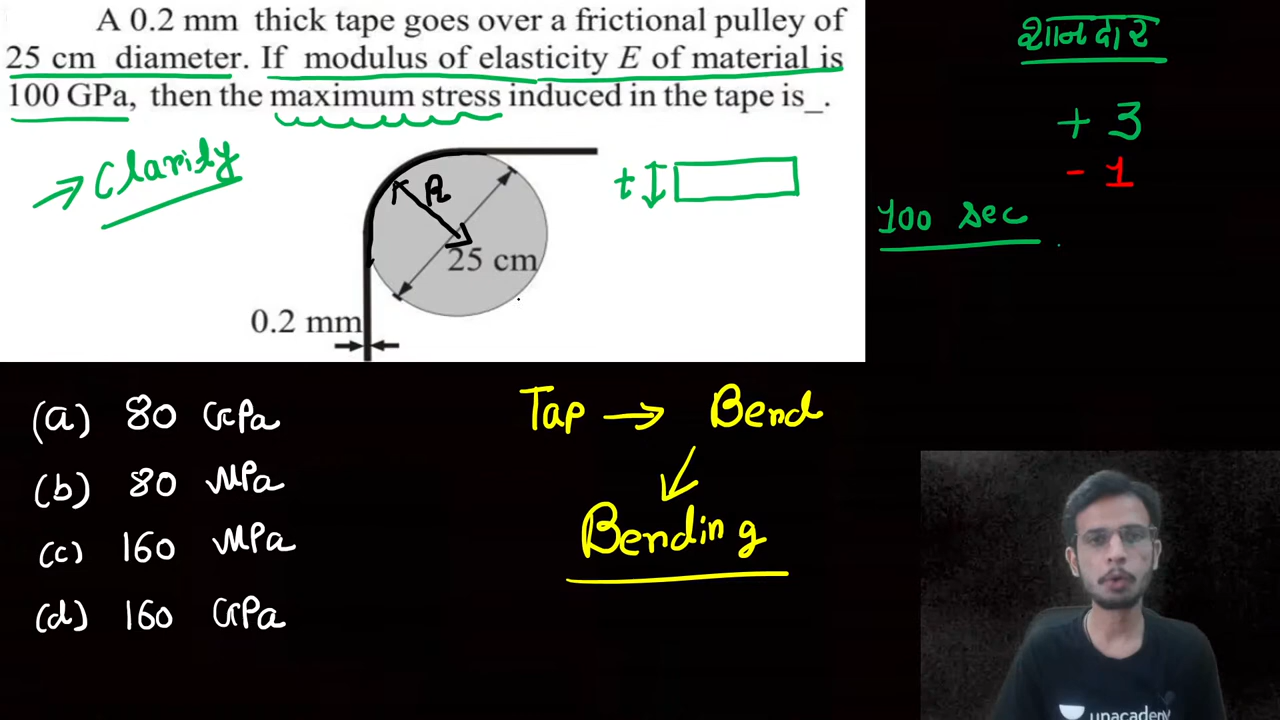 A 0.2 mm thick tape goes over a frictional pulley of
25 cm diameter. If modulus of elasticity E of material is
100 GPa, then the maximum stress induced in the tape is_.
शानदार
+ 3
- 1
100 sec
→ Clarity
R
25 cm
t
0.2 mm
(a) 80 GPa
(b) 80 MPa
(c) 160 MPa
(d) 160 GPa
Tap → Bend
Bending
unacademy